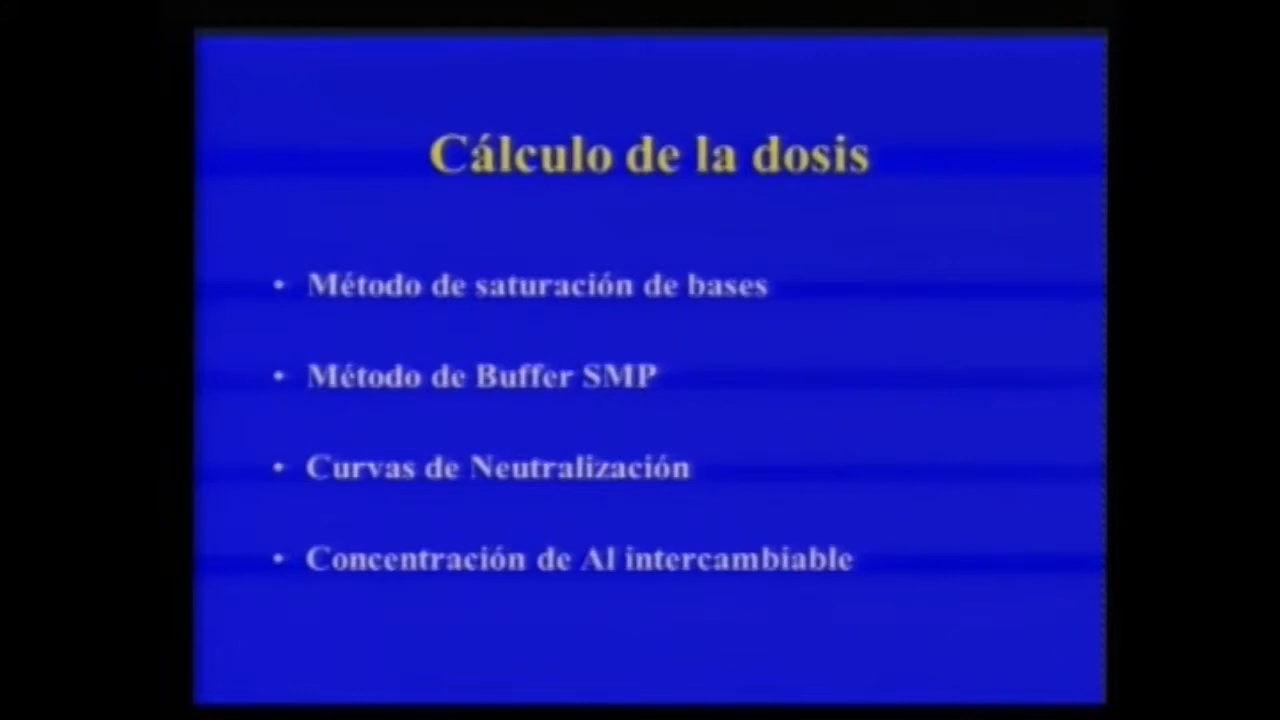 Cálculo de la dosis
• Método de saturación de bases
• Método de Buffer SMP
• Curvas de Neutralización
• Concentración de Al intercambiable